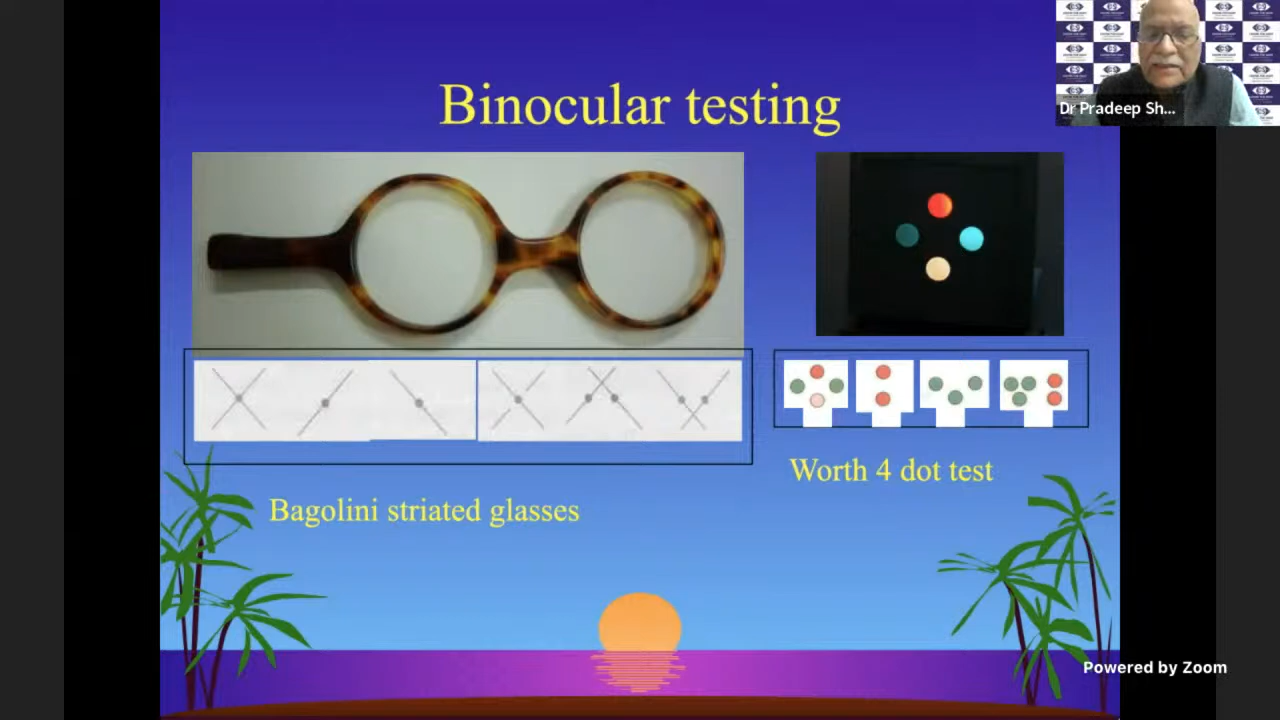 Binocular testing
Dr Pradeep Sh...
Worth 4 dot test
Bagolini striated glasses
Powered by Zoom